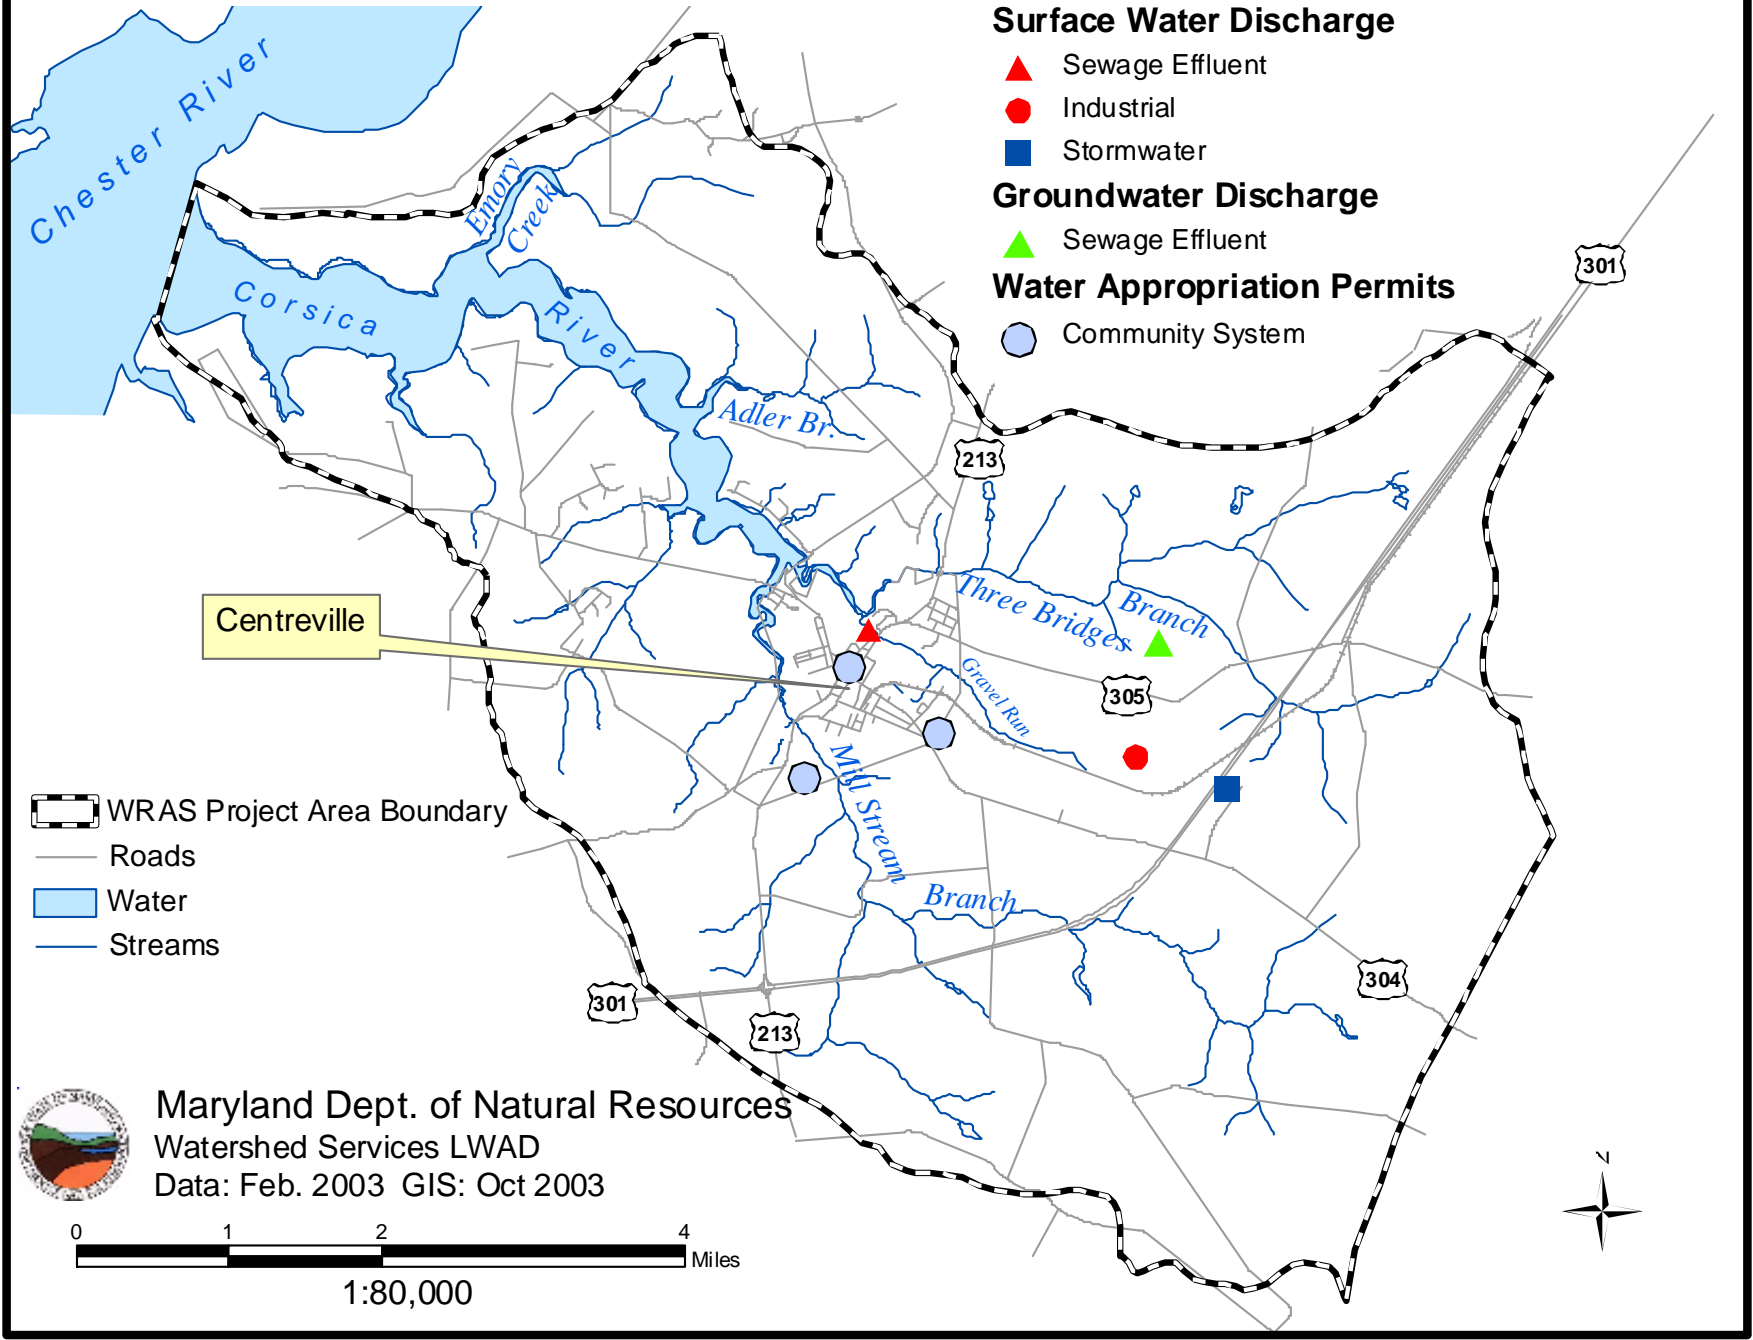 Surface Water Discharge
Sewage Effluent
Industrial
Stormwater
Groundwater Discharge
Sewage Effluent
Water Appropriation Permits
Community System
Chester River
Emory
Creek
Corsica
River
301
Adler Br.
213
Three Bridges
Branch
Centreville
305
Gravel Run
Mill Stream
Branch
WRAS Project Area Boundary
Roads
Water
Streams
304
301
213
Maryland Dept. of Natural Resources
Watershed Services LWAD
Data: Feb. 2003 GIS: Oct 2003
0 1 2 4
Miles
1:80,000
N